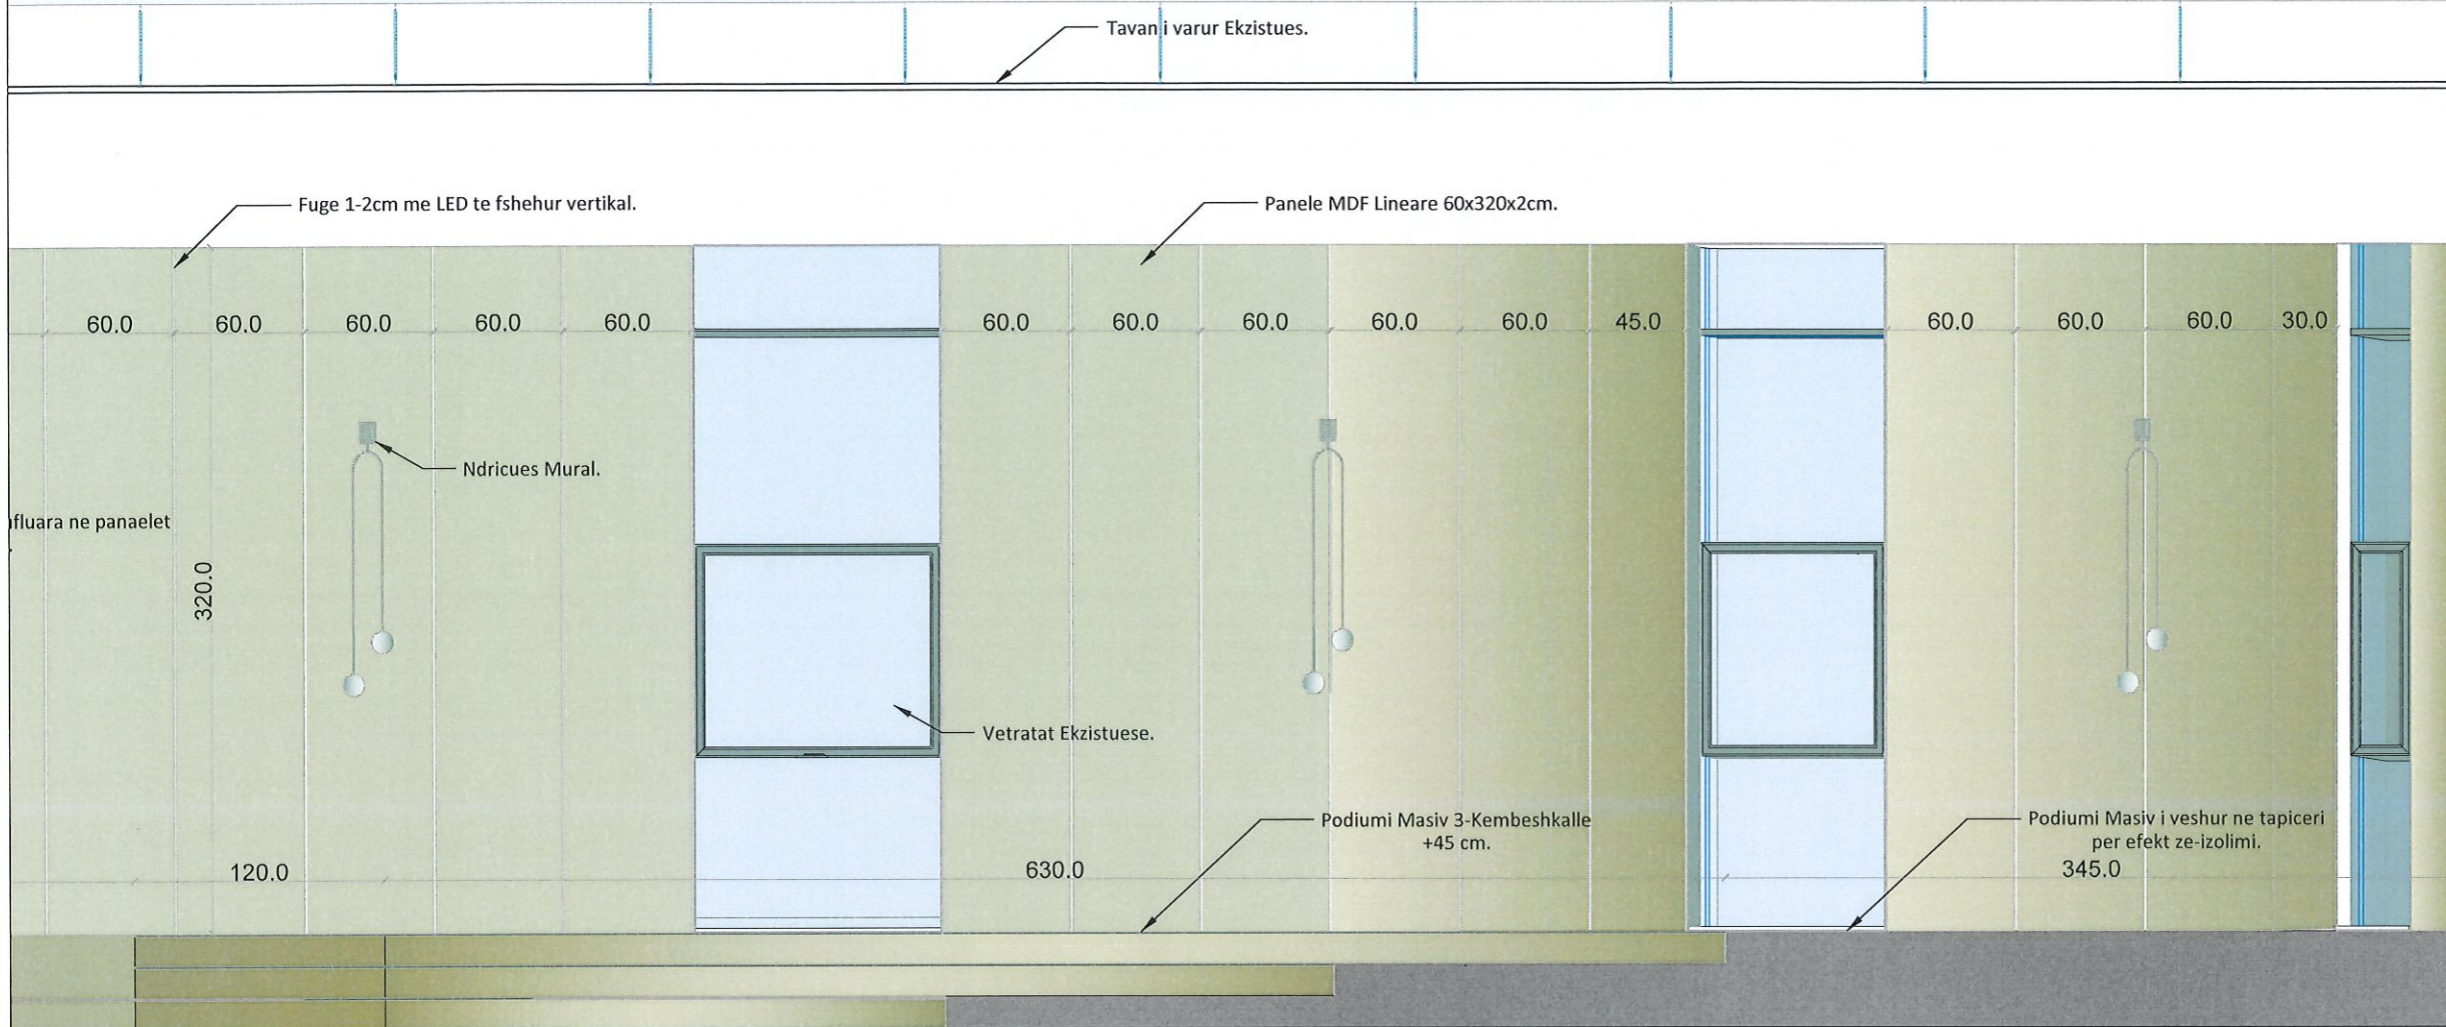 Tavan i varur Ekzistues.
Fuge 1-2cm me LED te fshehur vertikal.
Panele MDF Lineare 60x320x2cm.
60.0 60.0 60.0 60.0 60.0 60.0 60.0 60.0 60.0 60.0 45.0 60.0 60.0 60.0 30.0
Ndricues Mural.
fluara ne panaelet
320.0
Vetratat Ekzistuese.
Podiumi Masiv 3-Kembeshkalle
+45 cm.
Podiumi Masiv i veshur ne tapiceri
per efekt ze-izolimi.
120.0 630.0 345.0